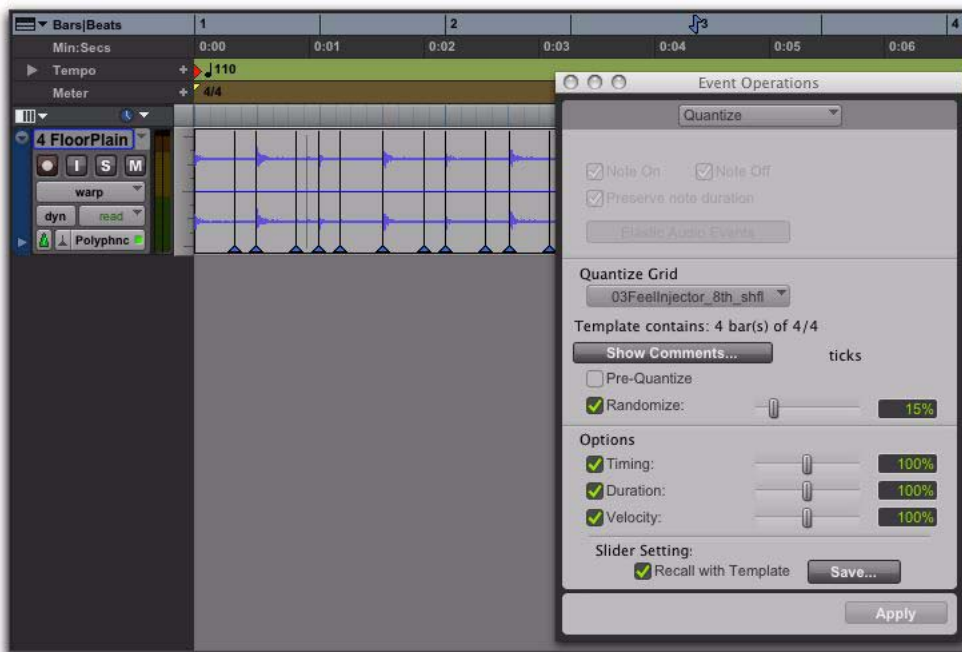 Bars|Beats 1 2 3 4
Min:Secs 0:00 0:01 0:02 0:03 0:04 0:05 0:06
Tempo + 110
Meter + 4/4
Event Operations
Quantize
4 FloorPlain
I S M
warp
dyn read
Polyphnc
Note On Note Off
Preserve note duration
Elastic Audio Events
Quantize Grid
03FeelInjector_8th_shfl
Template contains: 4 bar(s) of 4/4
Show Comments... ticks
Pre-Quantize
Randomize: 15%
Options
Timing: 100%
Duration: 100%
Velocity: 100%
Slider Setting:
Recall with Template Save...
Apply